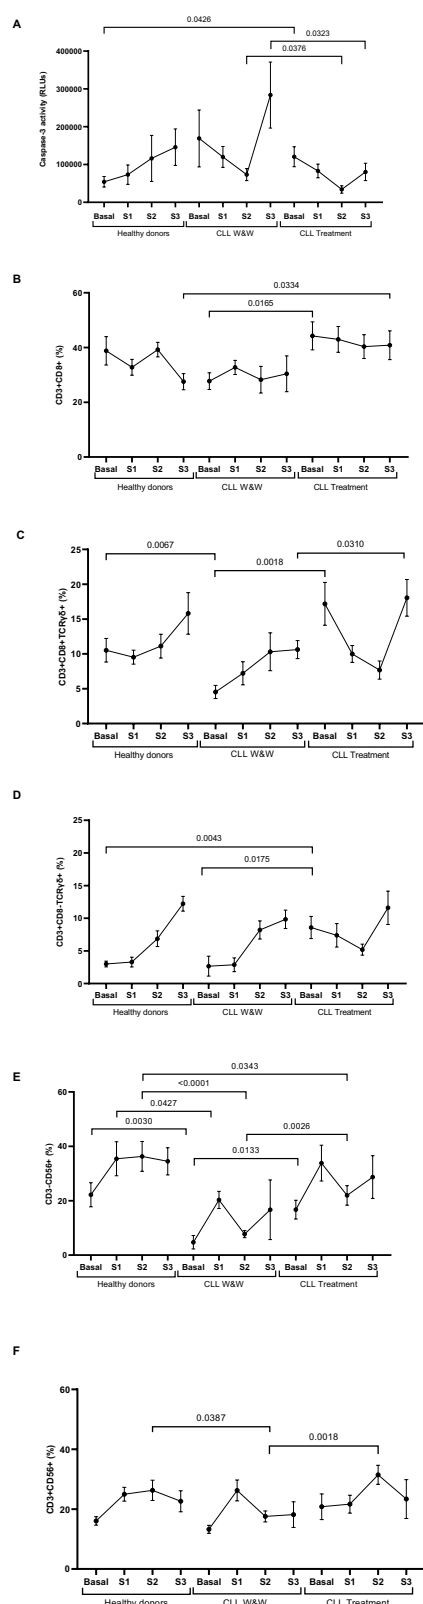 A
0.0426
0.0323
0.0376
Caspase-3 activity (RLUs)
400000
300000
200000
100000
0
Basal S1 S2 S3 Basal S1 S2 S3 Basal S1 S2 S3
Healthy donors CLL W&W CLL Treatment
B
0.0334
0.0165
CD3+CD8+ (%)
60
40
20
0
Basal S1 S2 S3 Basal S1 S2 S3 Basal S1 S2 S3
Healthy donors CLL W&W CLL Treatment
C
0.0067 0.0310
0.0018
CD3+CD8+TCRγδ+ (%)
25
20
15
10
5
0
Basal S1 S2 S3 Basal S1 S2 S3 Basal S1 S2 S3
Healthy donors CLL W&W CLL Treatment
D
0.0043
0.0175
CD3+CD8-TCRγδ+ (%)
25
20
15
10
5
0
Basal S1 S2 S3 Basal S1 S2 S3 Basal S1 S2 S3
Healthy donors CLL W&W CLL Treatment
E
0.0343
<0.0001
0.0427
0.0030 0.0026
0.0133
CD3-CD56+ (%)
60
40
20
0
Basal S1 S2 S3 Basal S1 S2 S3 Basal S1 S2 S3
Healthy donors CLL W&W CLL Treatment
F
0.0387
0.0018
CD3+CD56+ (%)
60
40
20
0
Basal S1 S2 S3 Basal S1 S2 S3 Basal S1 S2 S3
Healthy donors CLL W&W CLL Treatment